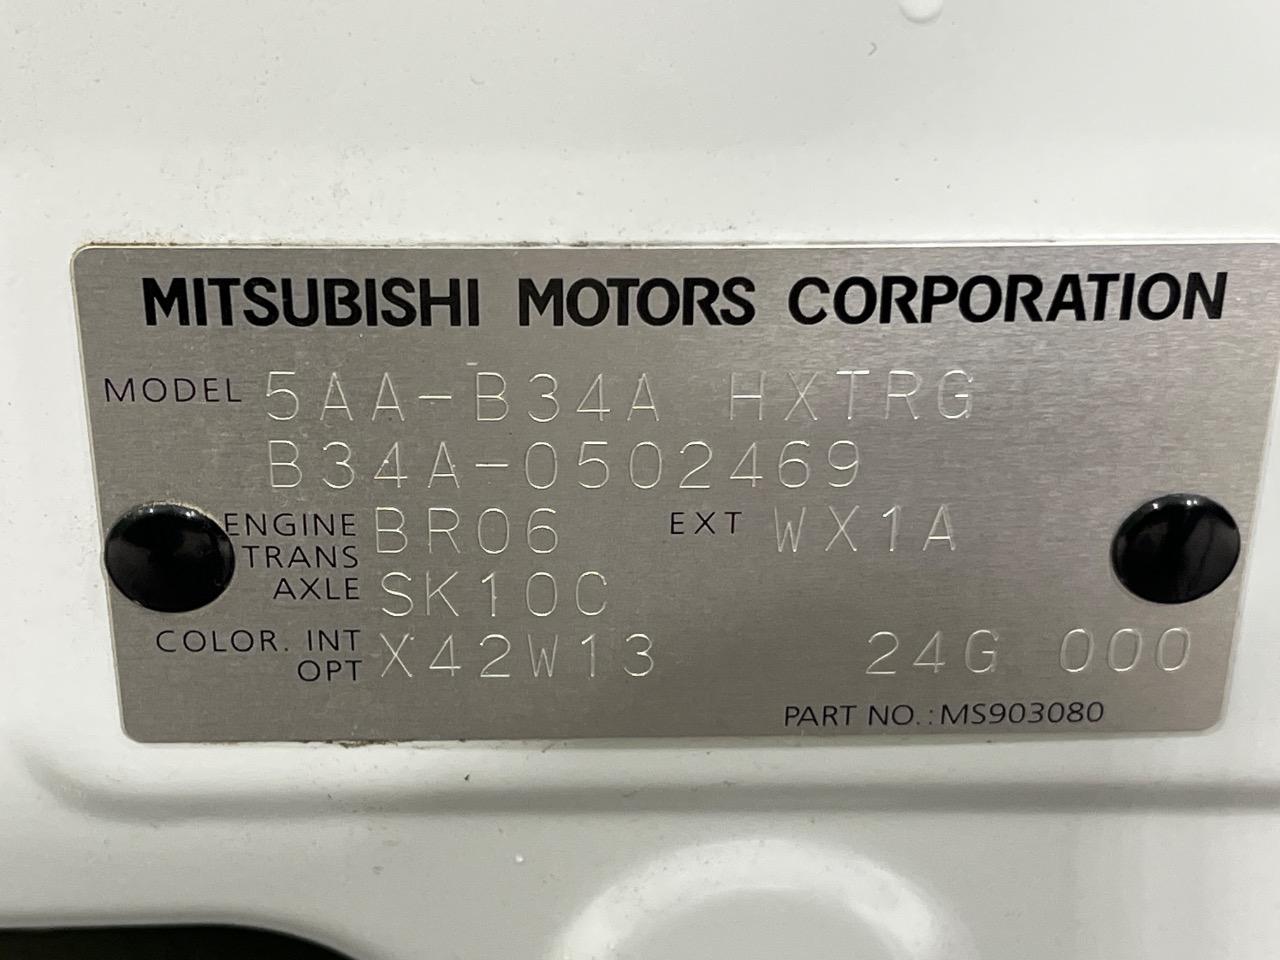 MITSUBISHI MOTORS CORPORATION
MODEL 5AA-B34A HXTRG
B34A-0502469
ENGINE BR06 EXT WX1A
TRANS
AXLE SK10C
COLOR. INT X42W13 24G 000
OPT
PART NO.: MS903080